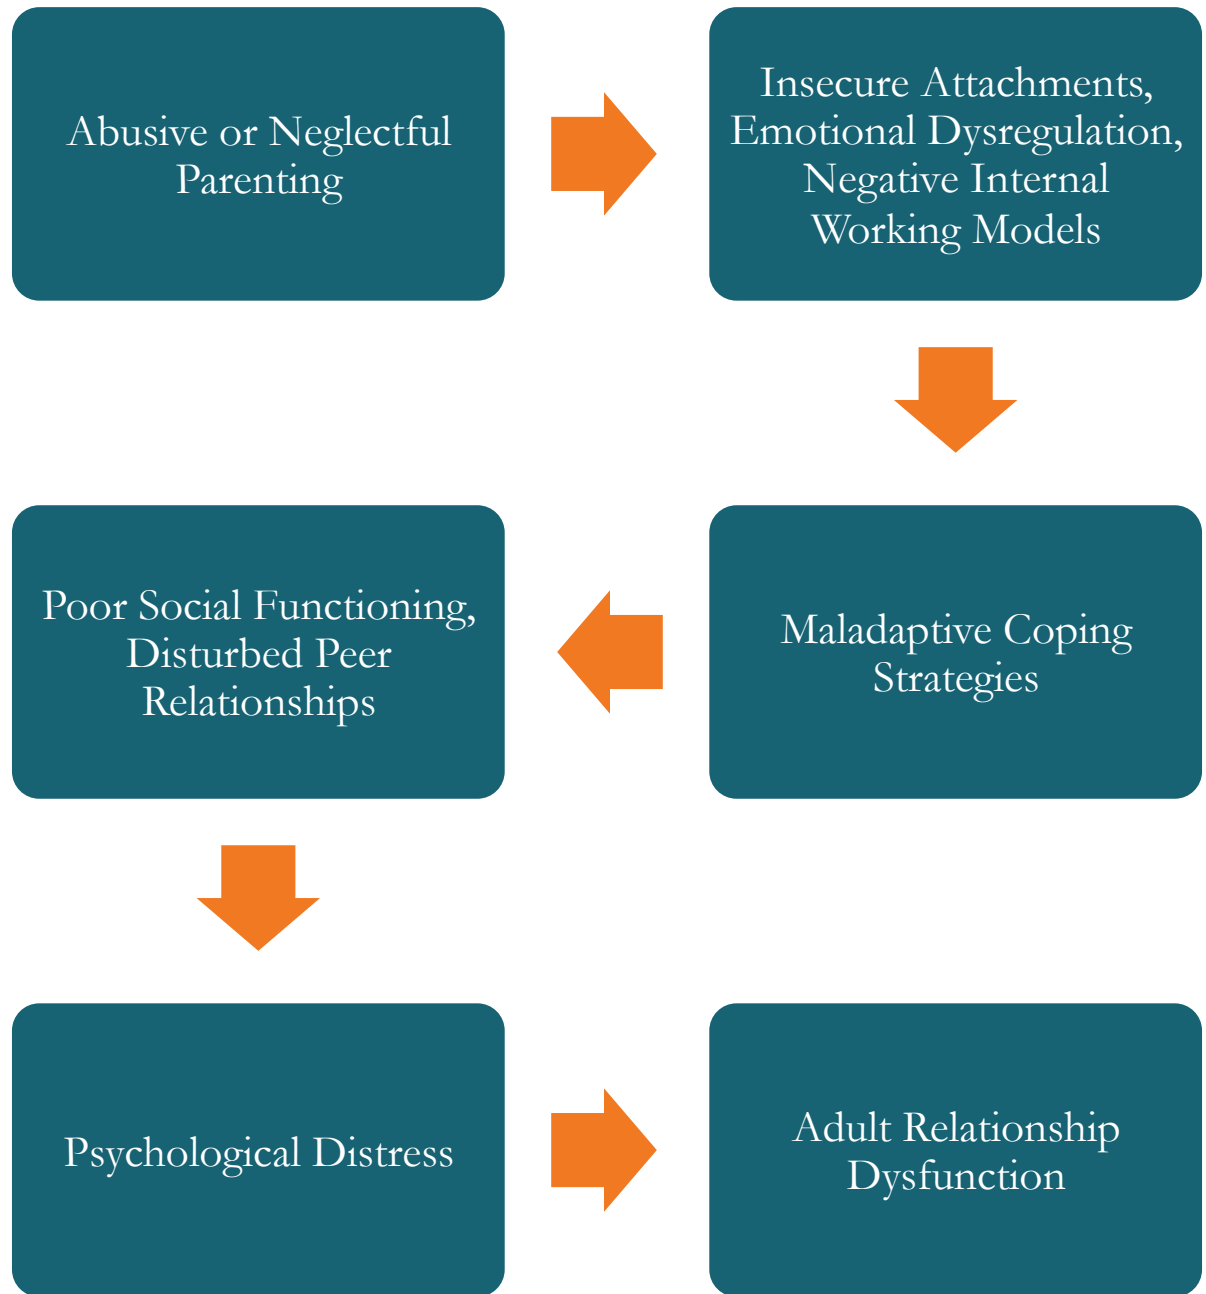 Abusive or Neglectful
Parenting
Insecure Attachments,
Emotional Dysregulation,
Negative Internal
Working Models
Maladaptive Coping
Strategies
Poor Social Functioning,
Disturbed Peer
Relationships
Psychological Distress
Adult Relationship
Dysfunction